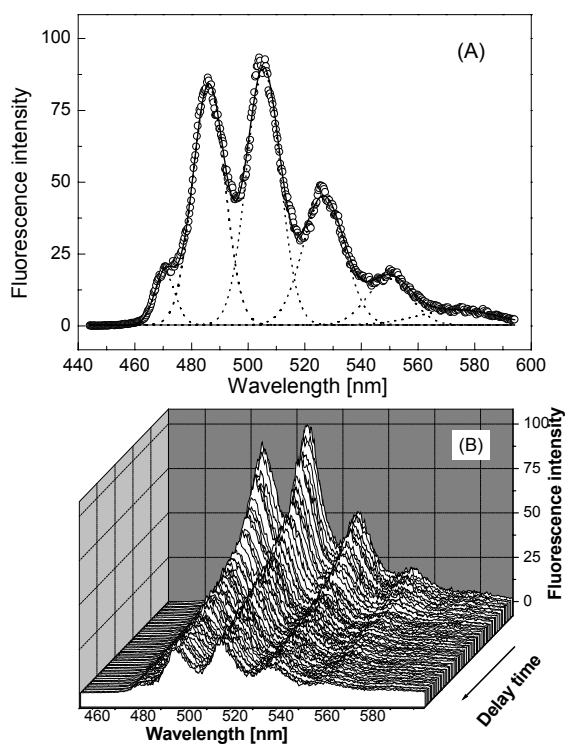 (A)
100
75
50
25
0
Fluorescence intensity
440 460 480 500 520 540 560 580 600
Wavelength [nm]
(B)
100
75
50
25
0
Fluorescence intensity
460 480 500 520 540 560 580
Wavelength [nm]
Delay time